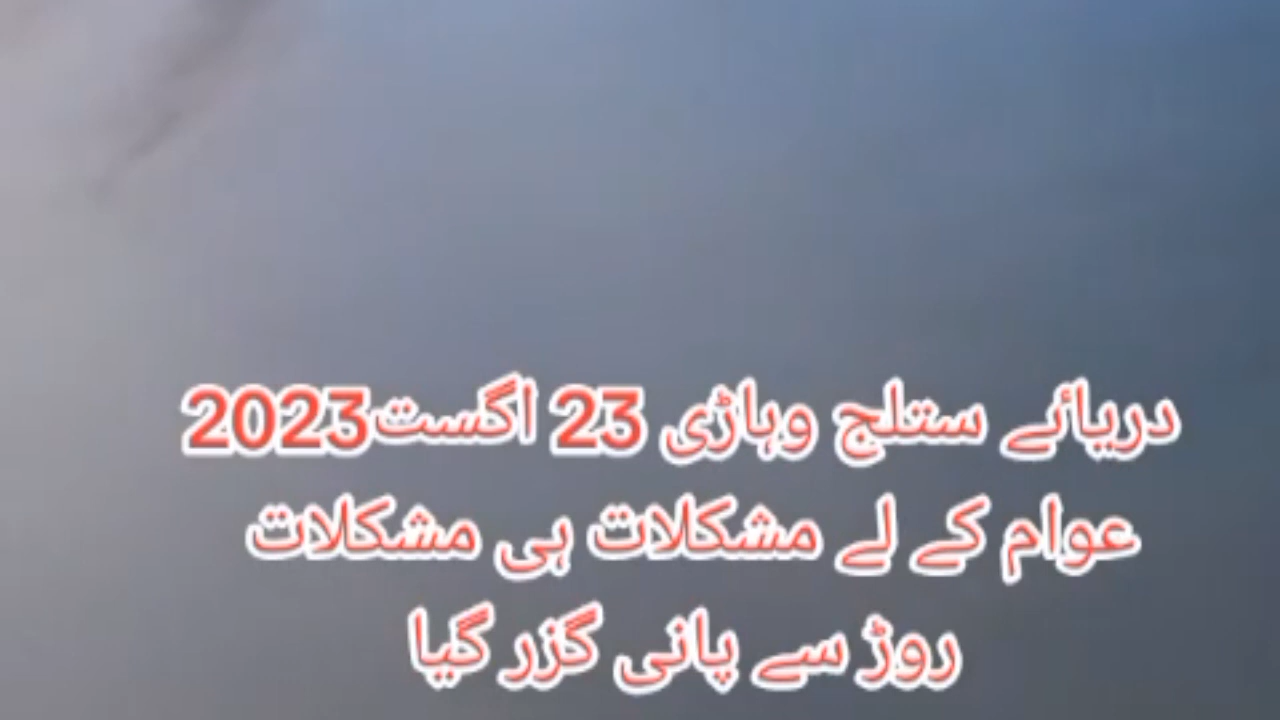 دریائے ستلج وہاڑی 23 اگست2023
عوام کے لے مشکلات ہی مشکلات
روڑ سے پانی گزر گیا